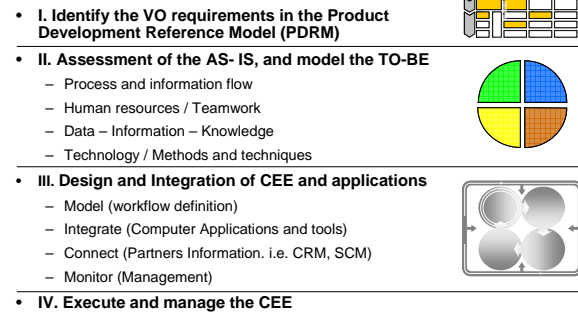 • I. Identify the VO requirements in the Product
Development Reference Model (PDRM)
• II. Assessment of the AS- IS, and model the TO-BE
– Process and information flow
– Human resources / Teamwork
– Data – Information – Knowledge
– Technology / Methods and techniques
• III. Design and Integration of CEE and applications
– Model (workflow definition)
– Integrate (Computer Applications and tools)
– Connect (Partners Information. i.e. CRM, SCM)
– Monitor (Management)
• IV. Execute and manage the CEE